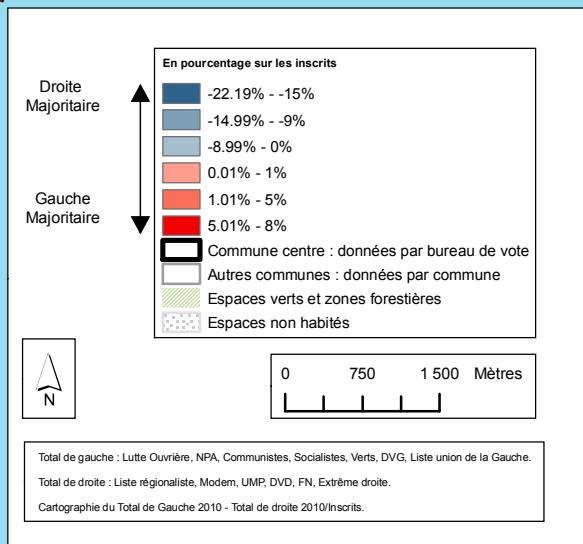 En pourcentage sur les inscrits
Droite
Majoritaire
Gauche
Majoritaire
-22.19% - -15%
-14.99% - -9%
-8.99% - 0%
0.01% - 1%
1.01% - 5%
5.01% - 8%
Commune centre : données par bureau de vote
Autres communes : données par commune
Espaces verts et zones forestières
Espaces non habités
N
0 750 1 500 Mètres
Total de gauche : Lutte Ouvrière, NPA, Communistes, Socialistes, Verts, DVG, Liste union de la Gauche.
Total de droite : Liste régionaliste, Modem, UMP, DVD, FN, Extrême droite.
Cartographie du Total de Gauche 2010 - Total de droite 2010/Inscrits.